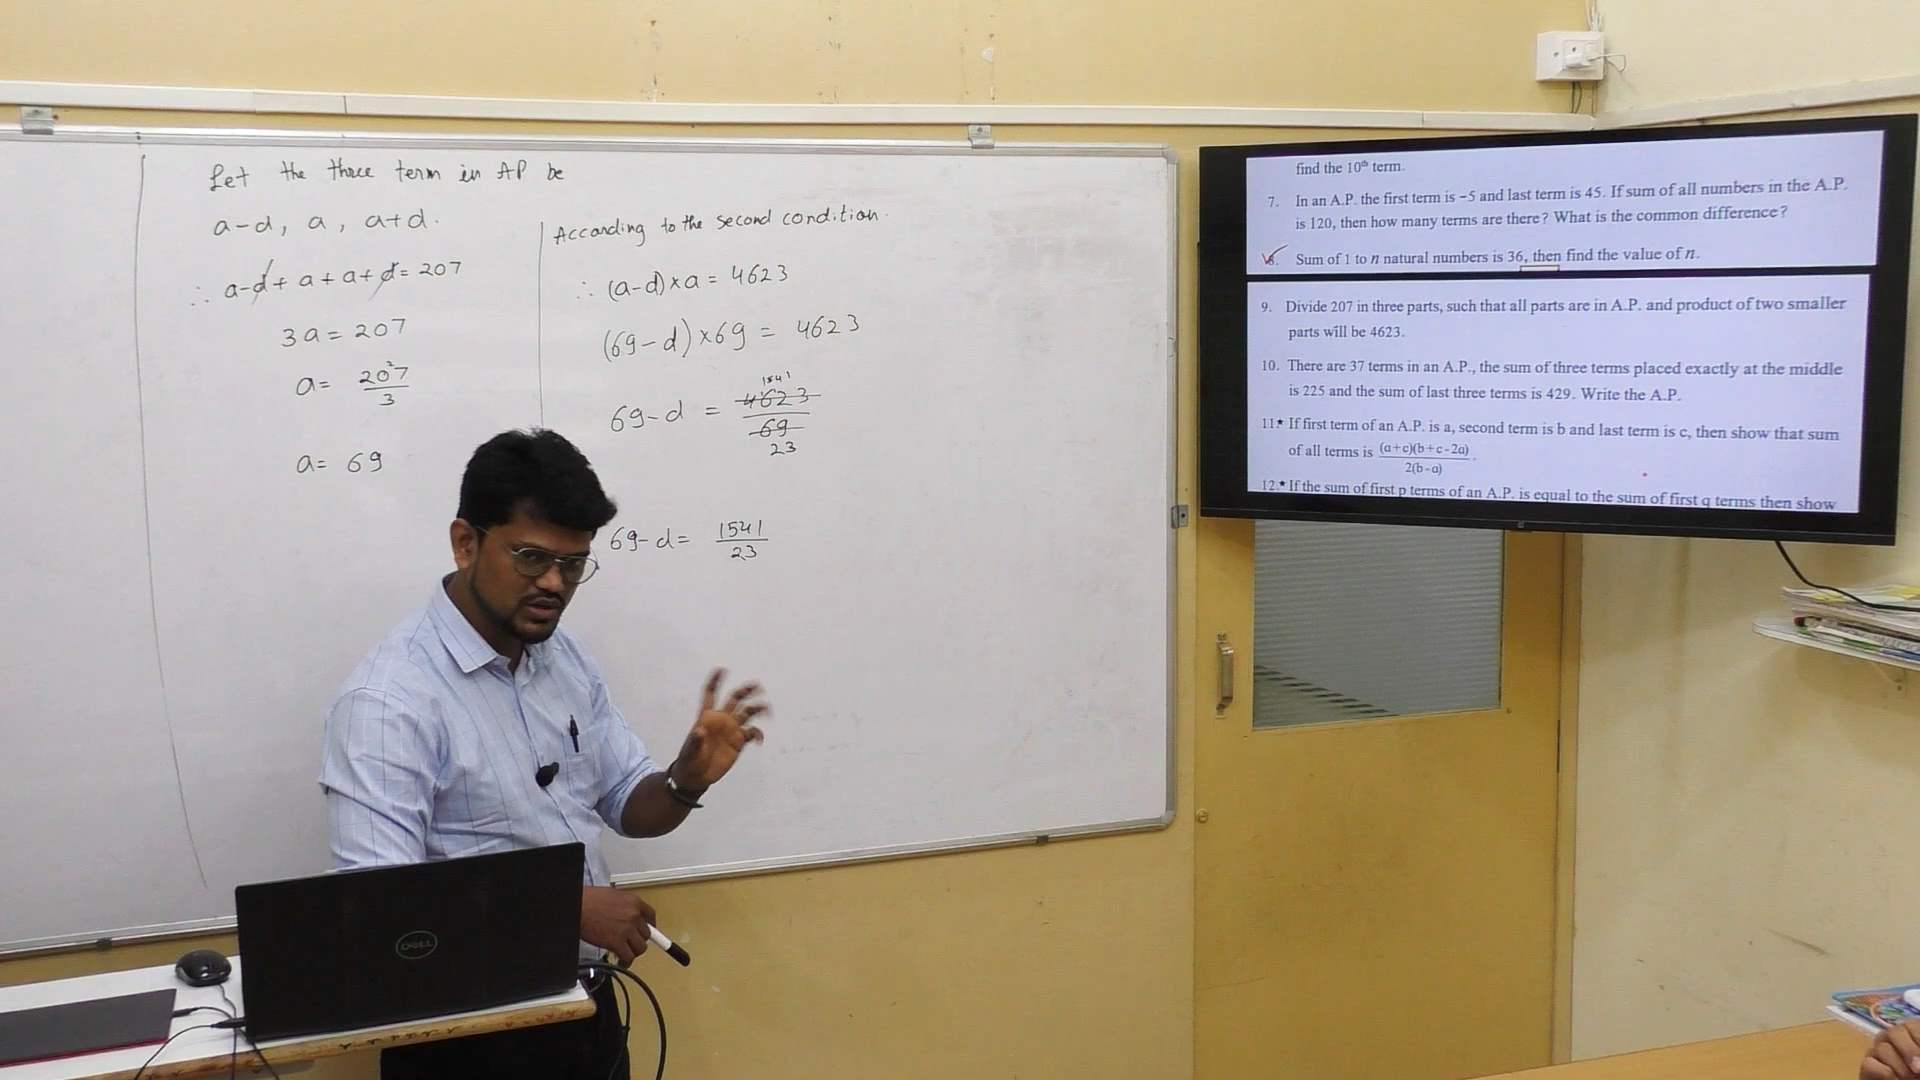 Let the three term in AP be
a-d, a, a+d.
∴ a-d + a + a + d = 207
3a = 207
a = 207/3
2
a = 69
According to the second condition.
∴ (a-d) × a = 4623
(69-d) × 69 = 4623
1541
69-d = 4623/69
23
69-d = 1541/23
DELL
find the 10th term.
7. In an A.P. the first term is −5 and last term is 45. If sum of all numbers in the A.P.
is 120, then how many terms are there? What is the common difference?
8. Sum of 1 to n natural numbers is 36, then find the value of n.
9. Divide 207 in three parts, such that all parts are in A.P. and product of two smaller
parts will be 4623.
10. There are 37 terms in an A.P., the sum of three terms placed exactly at the middle
is 225 and the sum of last three terms is 429. Write the A.P.
11.* If first term of an A.P. is a, second term is b and last term is c, then show that sum
of all terms is (a+c)(b+c-2a)/2(b-a).
12.* If the sum of first p terms of an A.P. is equal to the sum of first q terms then show